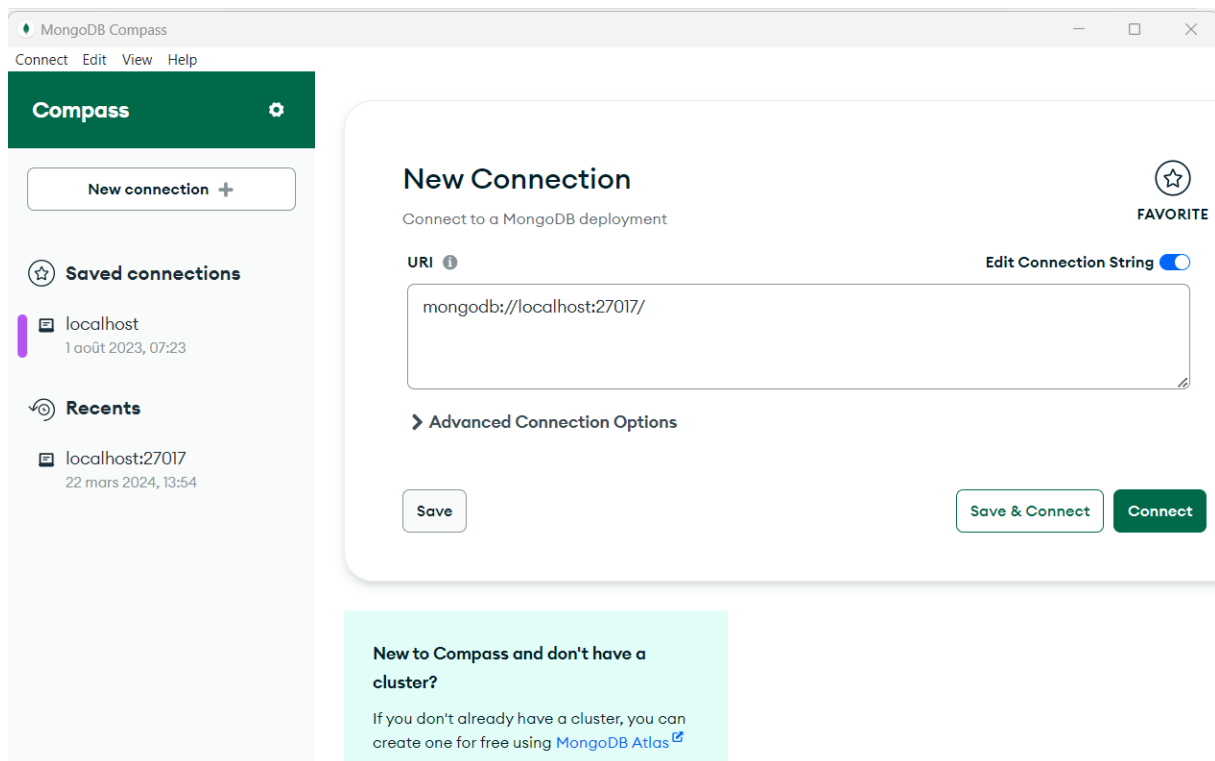 MongoDB Compass
Connect Edit View Help
Compass
New connection
Saved connections
localhost
1 août 2023, 07:23
Recents
localhost:27017
22 mars 2024, 13:54
New Connection
Connect to a MongoDB deployment
FAVORITE
URI
Edit Connection String
mongodb://localhost:27017/
Advanced Connection Options
Save
Save & Connect
Connect
New to Compass and don't have a
cluster?
If you don't already have a cluster, you can
create one for free using MongoDB Atlas